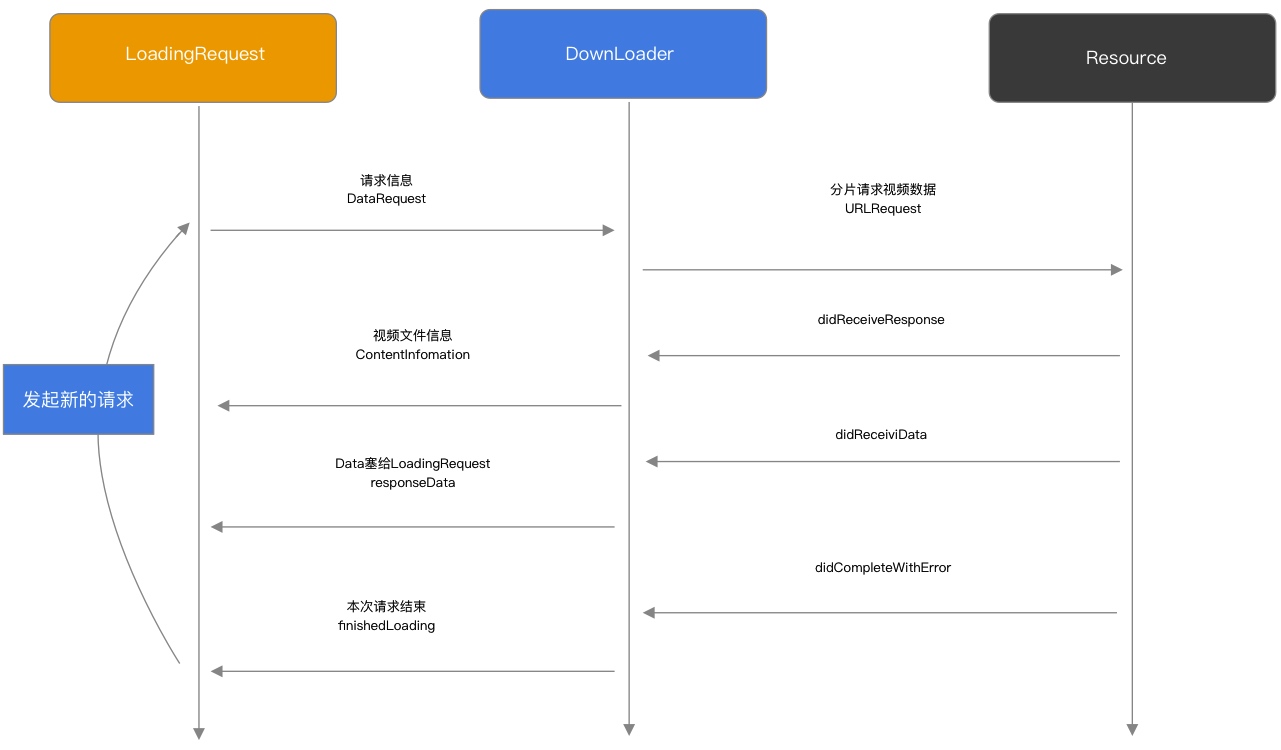 LoadingRequest
DownLoader
Resource
请求信息
DataRequest
分片请求视频数据
URLRequest
didReceiveResponse
视频文件信息
ContentInfomation
发起新的请求
didReceiviData
Data塞给LoadingRequest
responseData
didCompleteWithError
本次请求结束
finishedLoading